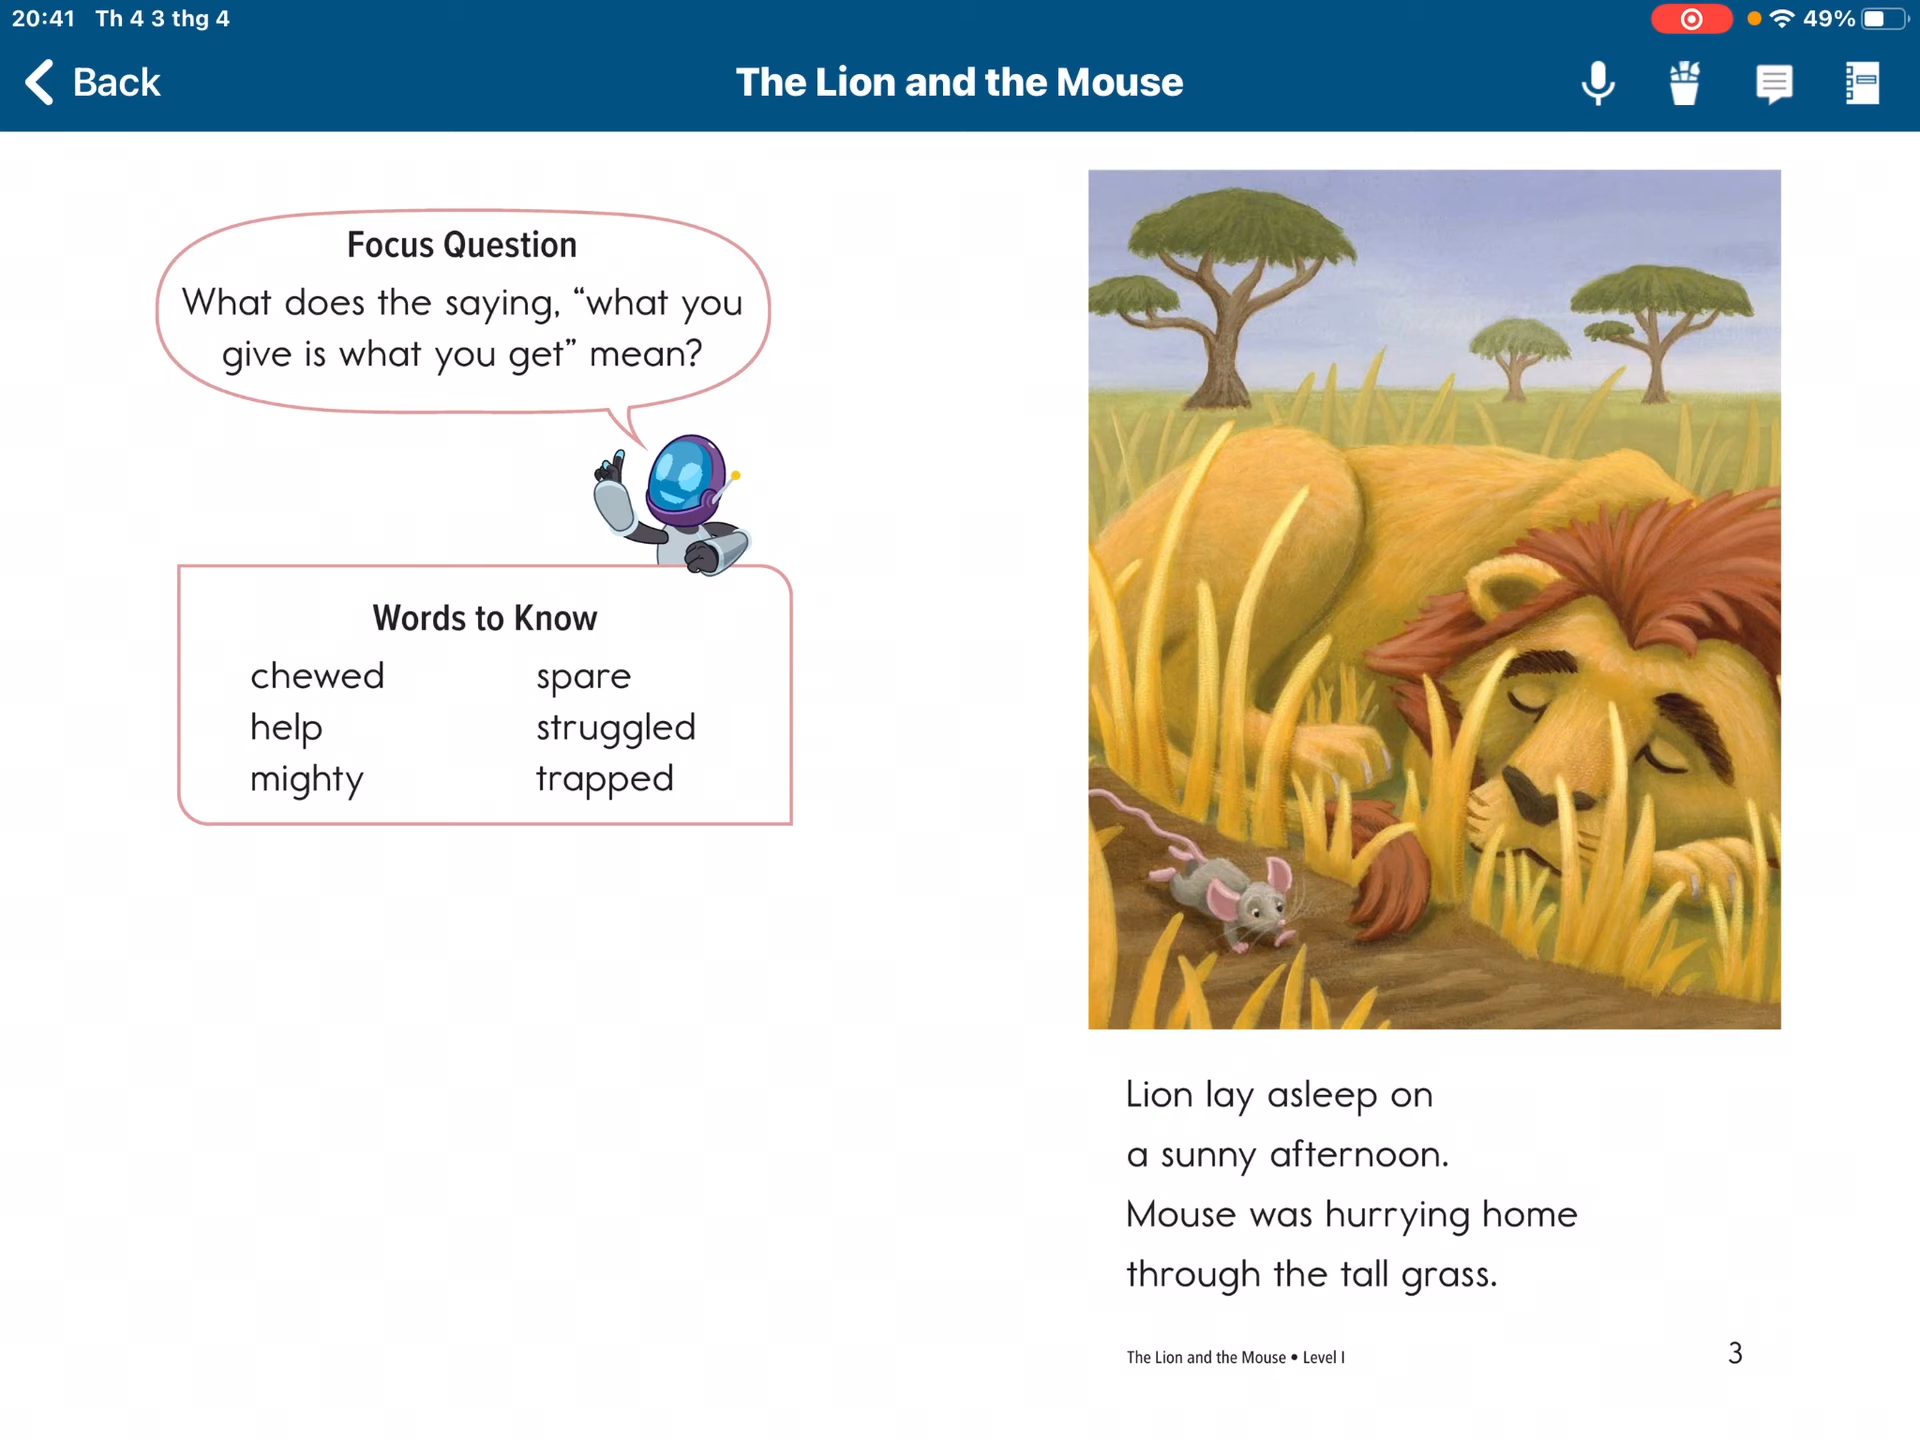 20:41 Th 4 3 thg 4
49%
Back
The Lion and the Mouse
Focus Question
What does the saying, “what you
give is what you get” mean?
Words to Know
chewed
help
mighty
spare
struggled
trapped
Lion lay asleep on
a sunny afternoon.
Mouse was hurrying home
through the tall grass.
The Lion and the Mouse • Level I
3